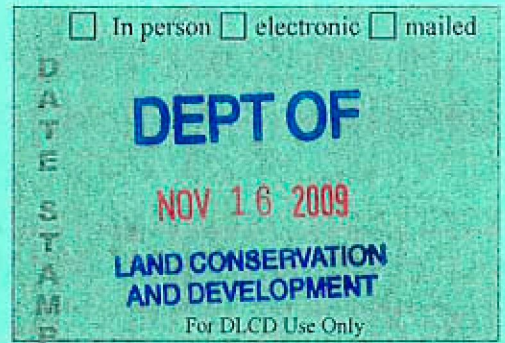 ☐ In person ☐ electronic ☐ mailed
DATE STAMP
DEPT OF
NOV 16 2009
LAND CONSERVATION
AND DEVELOPMENT
For DLCD Use Only